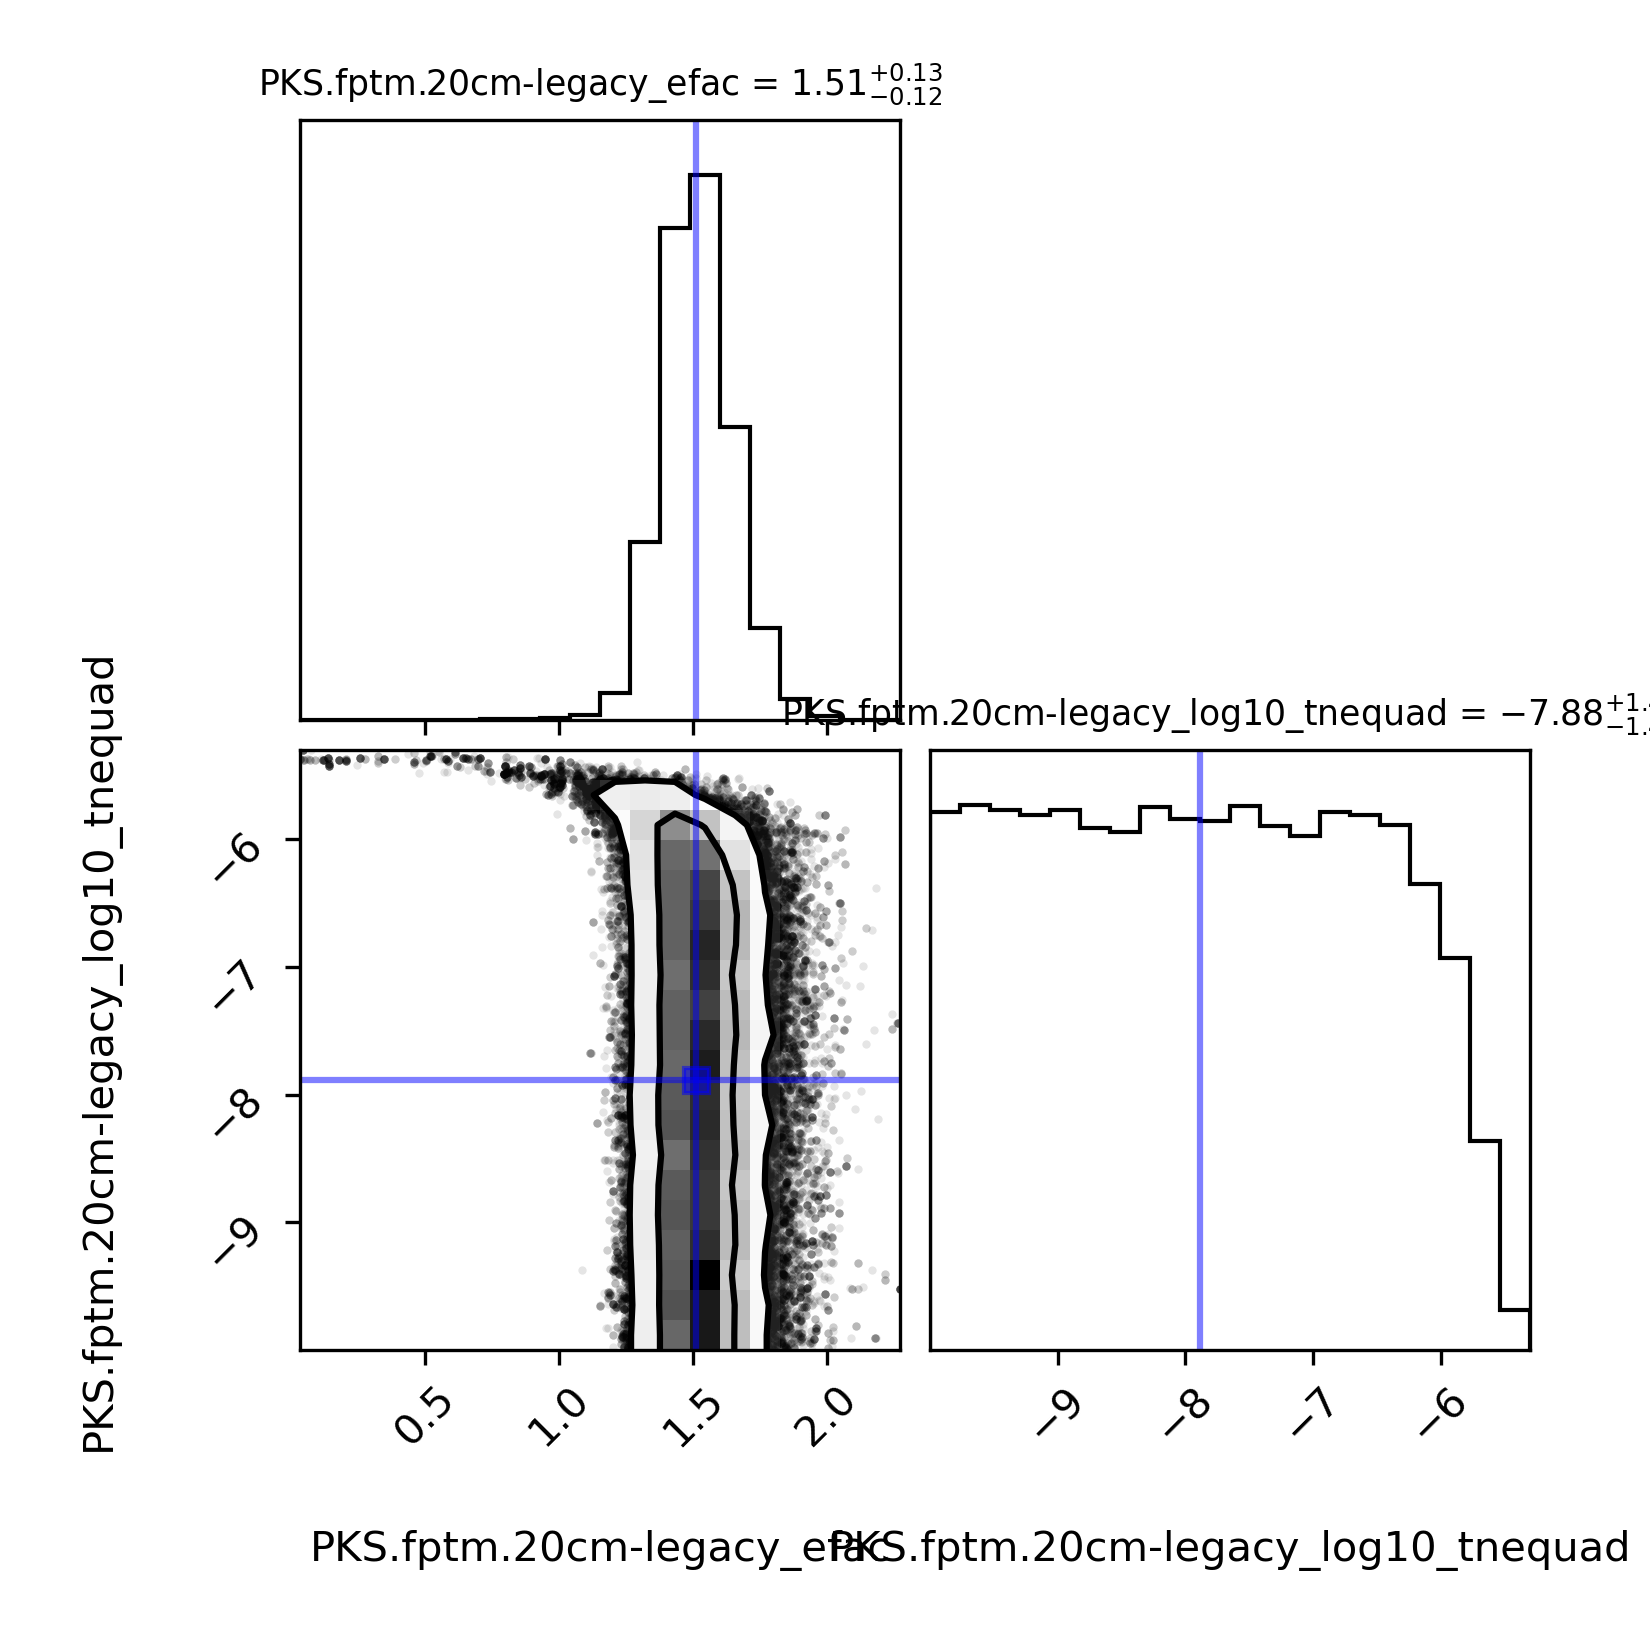 PKS.fptm.20cm-legacy_efac = 1.51+0.13 −0.12
PKS.fptm.20cm-legacy_log10_tnequad = −7.88+1. −1.
PKS.fptm.20cm-legacy_log10_tnequad
−6
−7
−8
−9
0.5
1.0
1.5
2.0
−9
−8
−7
−6
PKS.fptm.20cm-legacy_efac
PKS.fptm.20cm-legacy_log10_tnequad